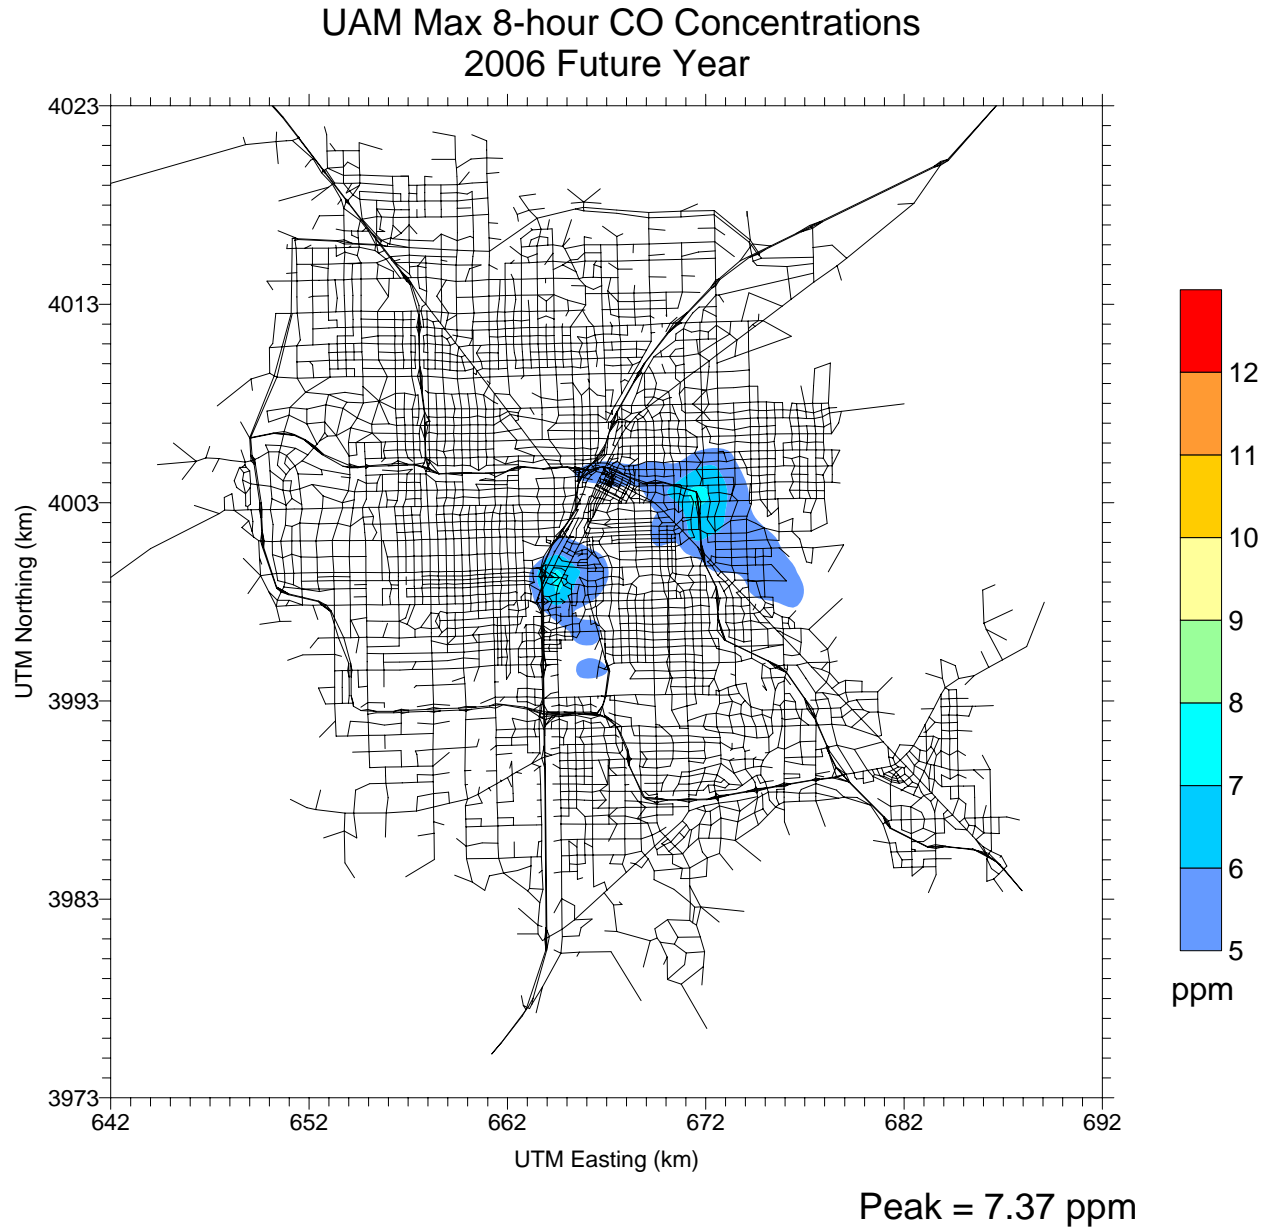 UAM Max 8-hour CO Concentrations
2006 Future Year
4023
4013
4003
3993
3983
3973
UTM Northing (km)
642 652 662 672 682 692
UTM Easting (km)
12
11
10
9
8
7
6
5
ppm
Peak = 7.37 ppm